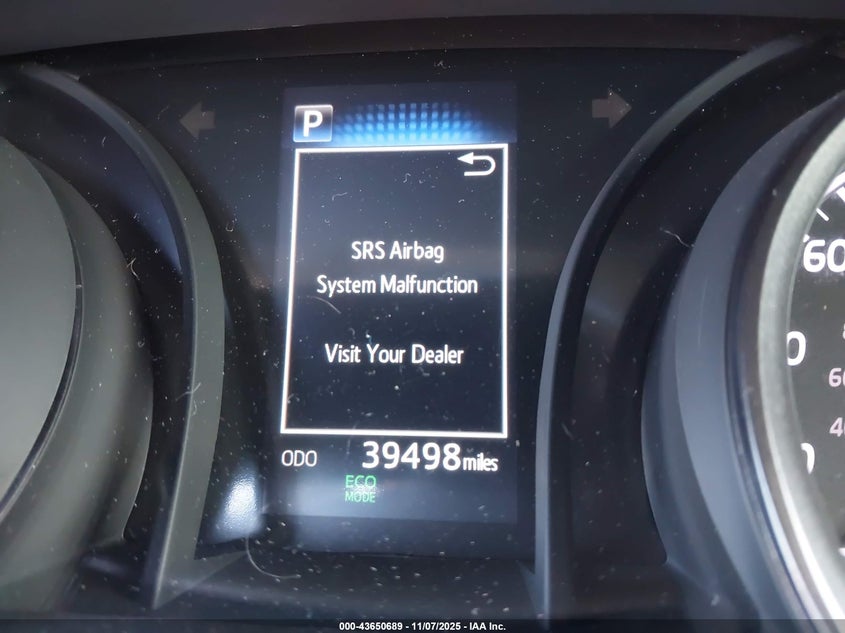 P
SRS Airbag
System Malfunction
Visit Your Dealer
ODO 39498 miles
ECO
MODE
60
000-43650689 - 11/07/2025 - IAA Inc.